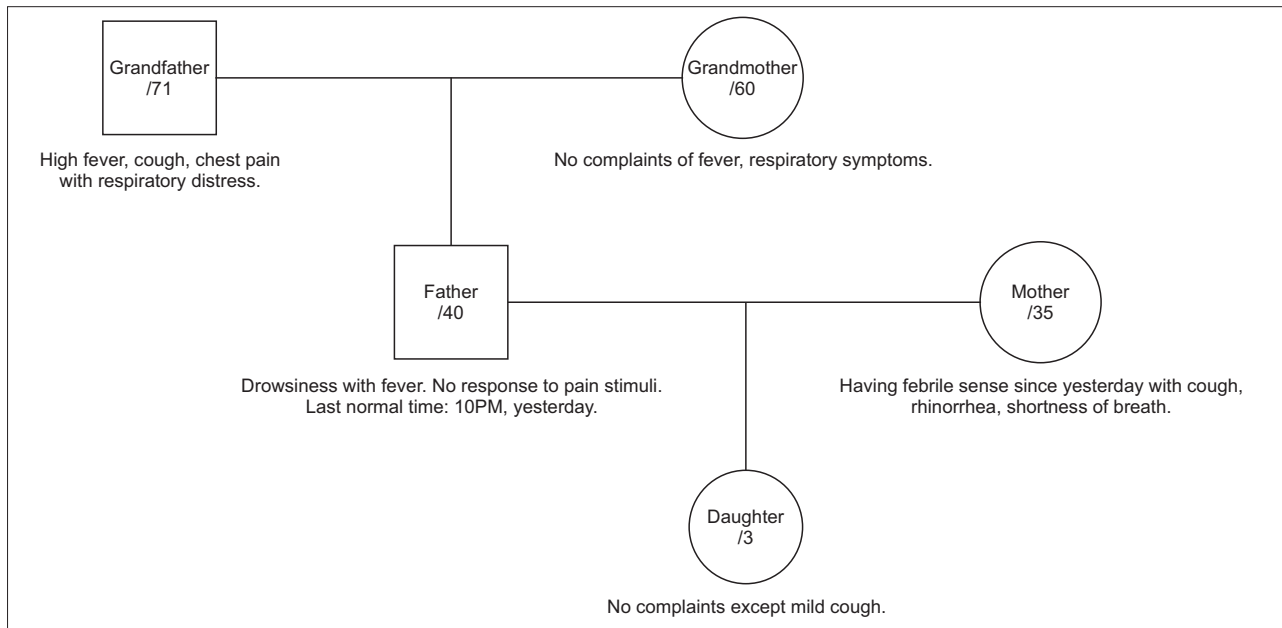 Grandfather
/71
Grandmother
/60
High fever, cough, chest pain
with respiratory distress.
No complaints of fever, respiratory symptoms.
Father
/40
Mother
/35
Drowsiness with fever. No response to pain stimuli.
Last normal time: 10PM, yesterday.
Having febrile sense since yesterday with cough,
rhinorrhea, shortness of breath.
Daughter
/3
No complaints except mild cough.